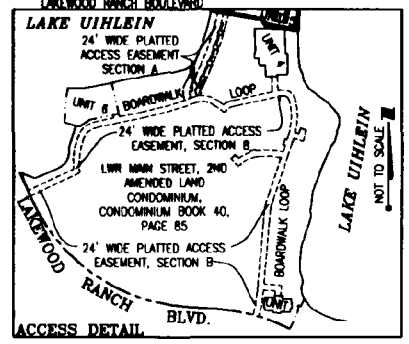 LAKEWOOD RANCH BOULEVARD
LAKE UIHLEIN
24' WIDE PLATTED
ACCESS EASEMENT
SECTION A
UNIT 4
UNIT 6
BOARDWALK
LOOP
24' WIDE PLATTED ACCESS
EASEMENT, SECTION B
LWR MAIN STREET, 2ND
AMENDED LAND
CONDOMINIUM,
CONDOMINIUM BOOK 40,
PAGE 85
24' WIDE PLATTED ACCESS
EASEMENT, SECTION B
BOARDWALK LOOP
LAKE UIHLEIN
NOT TO SCALE
LAKEWOOD
RANCH
BLVD.
UNIT
ACCESS DETAIL